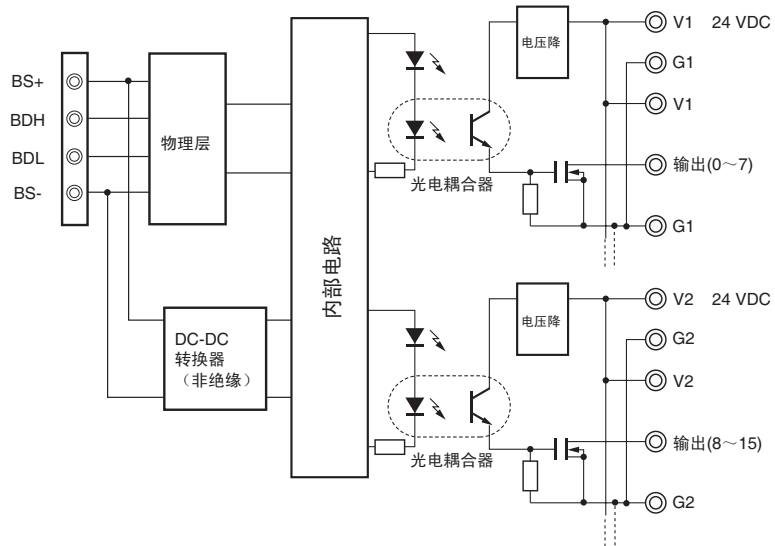 BS+
BDH
BDL
BS-
物理层
DC-DC
转换器
（非绝缘）
内部电路
光电耦合器
电压降
V1 24 VDC
G1
V1
输出(0～7)
G1
光电耦合器
电压降
V2 24 VDC
G2
V2
输出(8～15)
G2